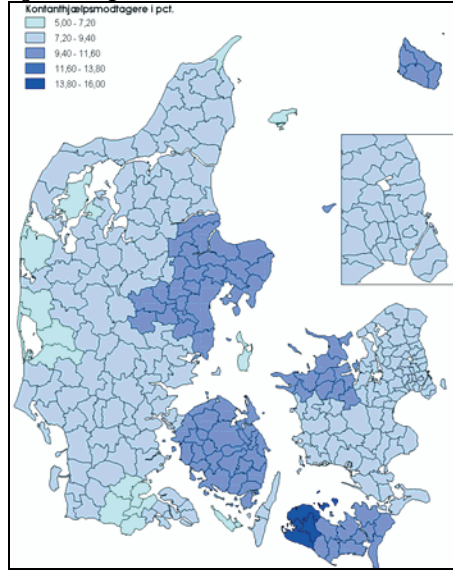 Kontanthjælpsmodtagere i pct.
5,00 - 7,20
7,20 - 9,40
9,40 - 11,60
11,60 - 13,80
13,80 - 16,00